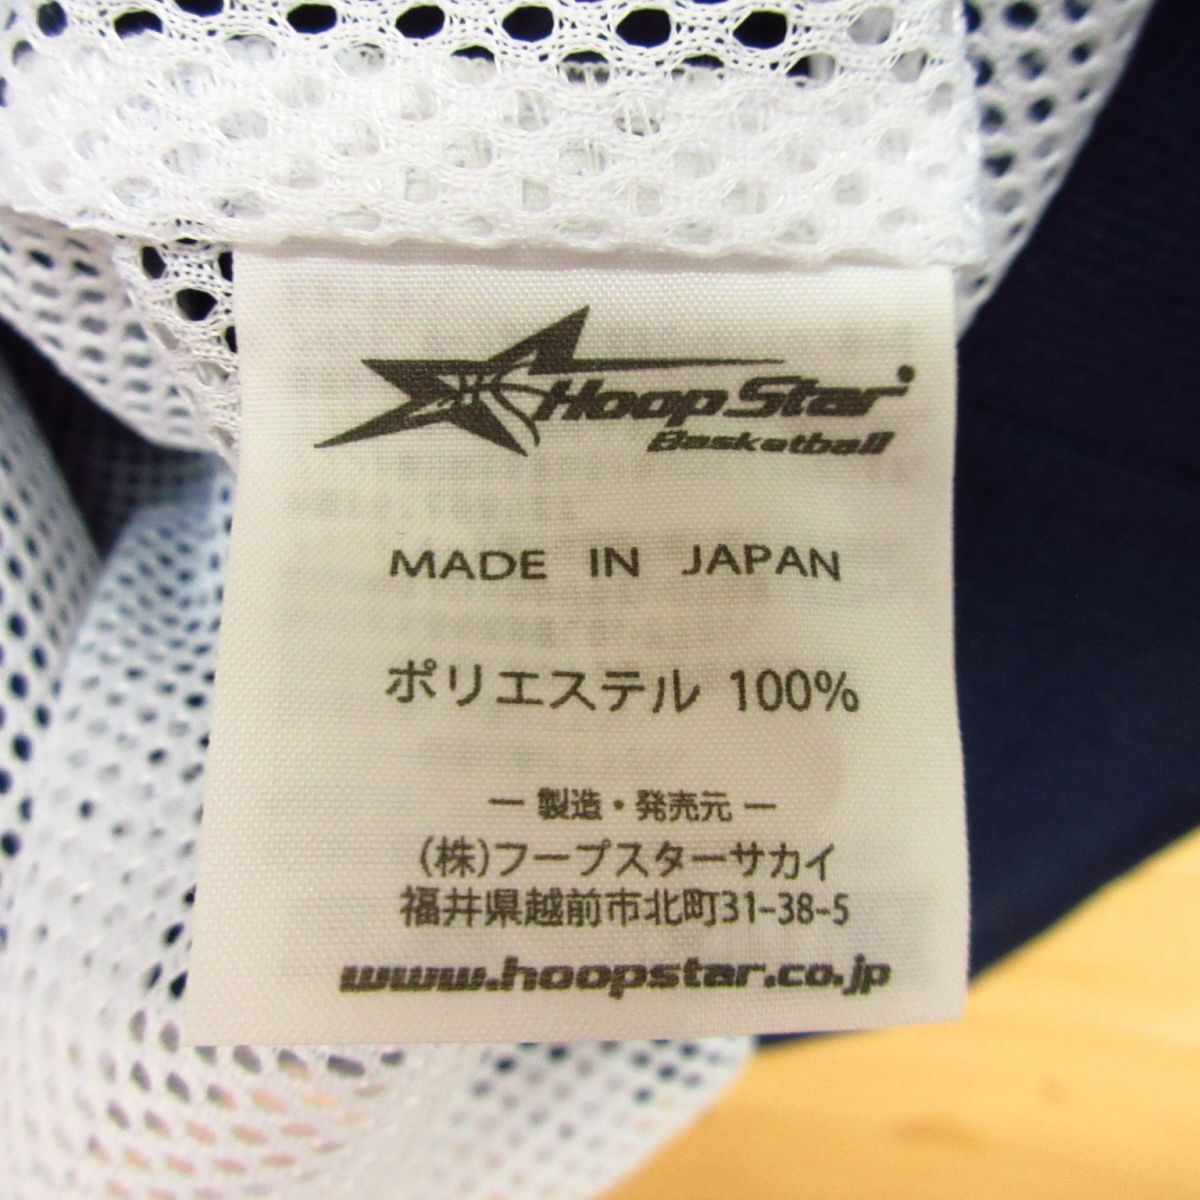 Hoop Star
Basketball
MADE IN JAPAN
ポリエステル 100%
― 製造・発売元 ―
(株)フープスターサカイ
福井県越前市北町31-38-5
www.hoopstar.co.jp